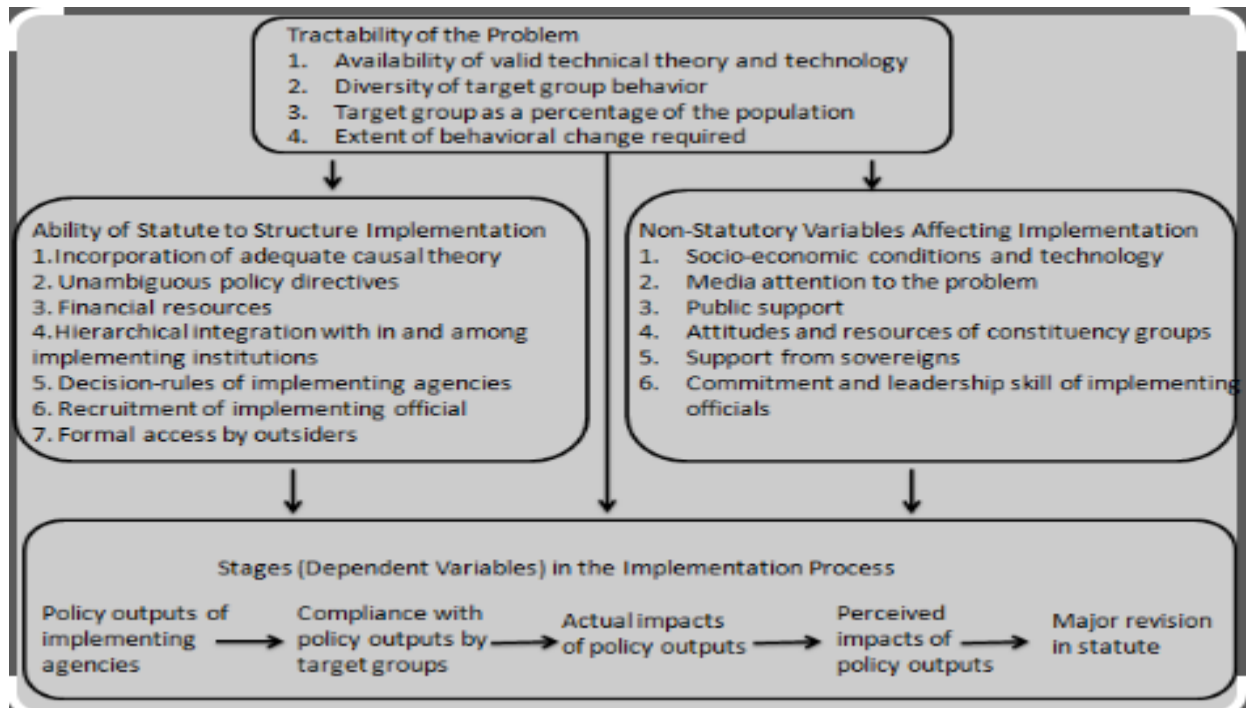 Tractability of the Problem
1. Availability of valid technical theory and technology
2. Diversity of target group behavior
3. Target group as a percentage of the population
4. Extent of behavioral change required
Ability of Statute to Structure Implementation
1.Incorporation of adequate causal theory
2. Unambiguous policy directives
3. Financial resources
4.Hierarchical integration with in and among
implementing institutions
5. Decision-rules of implementing agencies
6. Recruitment of implementing official
7. Formal access by outsiders
Non-Statutory Variables Affecting Implementation
1. Socio-economic conditions and technology
2. Media attention to the problem
3. Public support
4. Attitudes and resources of constituency groups
5. Support from sovereigns
6. Commitment and leadership skill of implementing
officials
Stages (Dependent Variables) in the Implementation Process
Policy outputs of
implementing
agencies
Compliance with
policy outputs by
target groups
Actual impacts
of policy outputs
Perceived
impacts of
policy outputs
Major revision
in statute